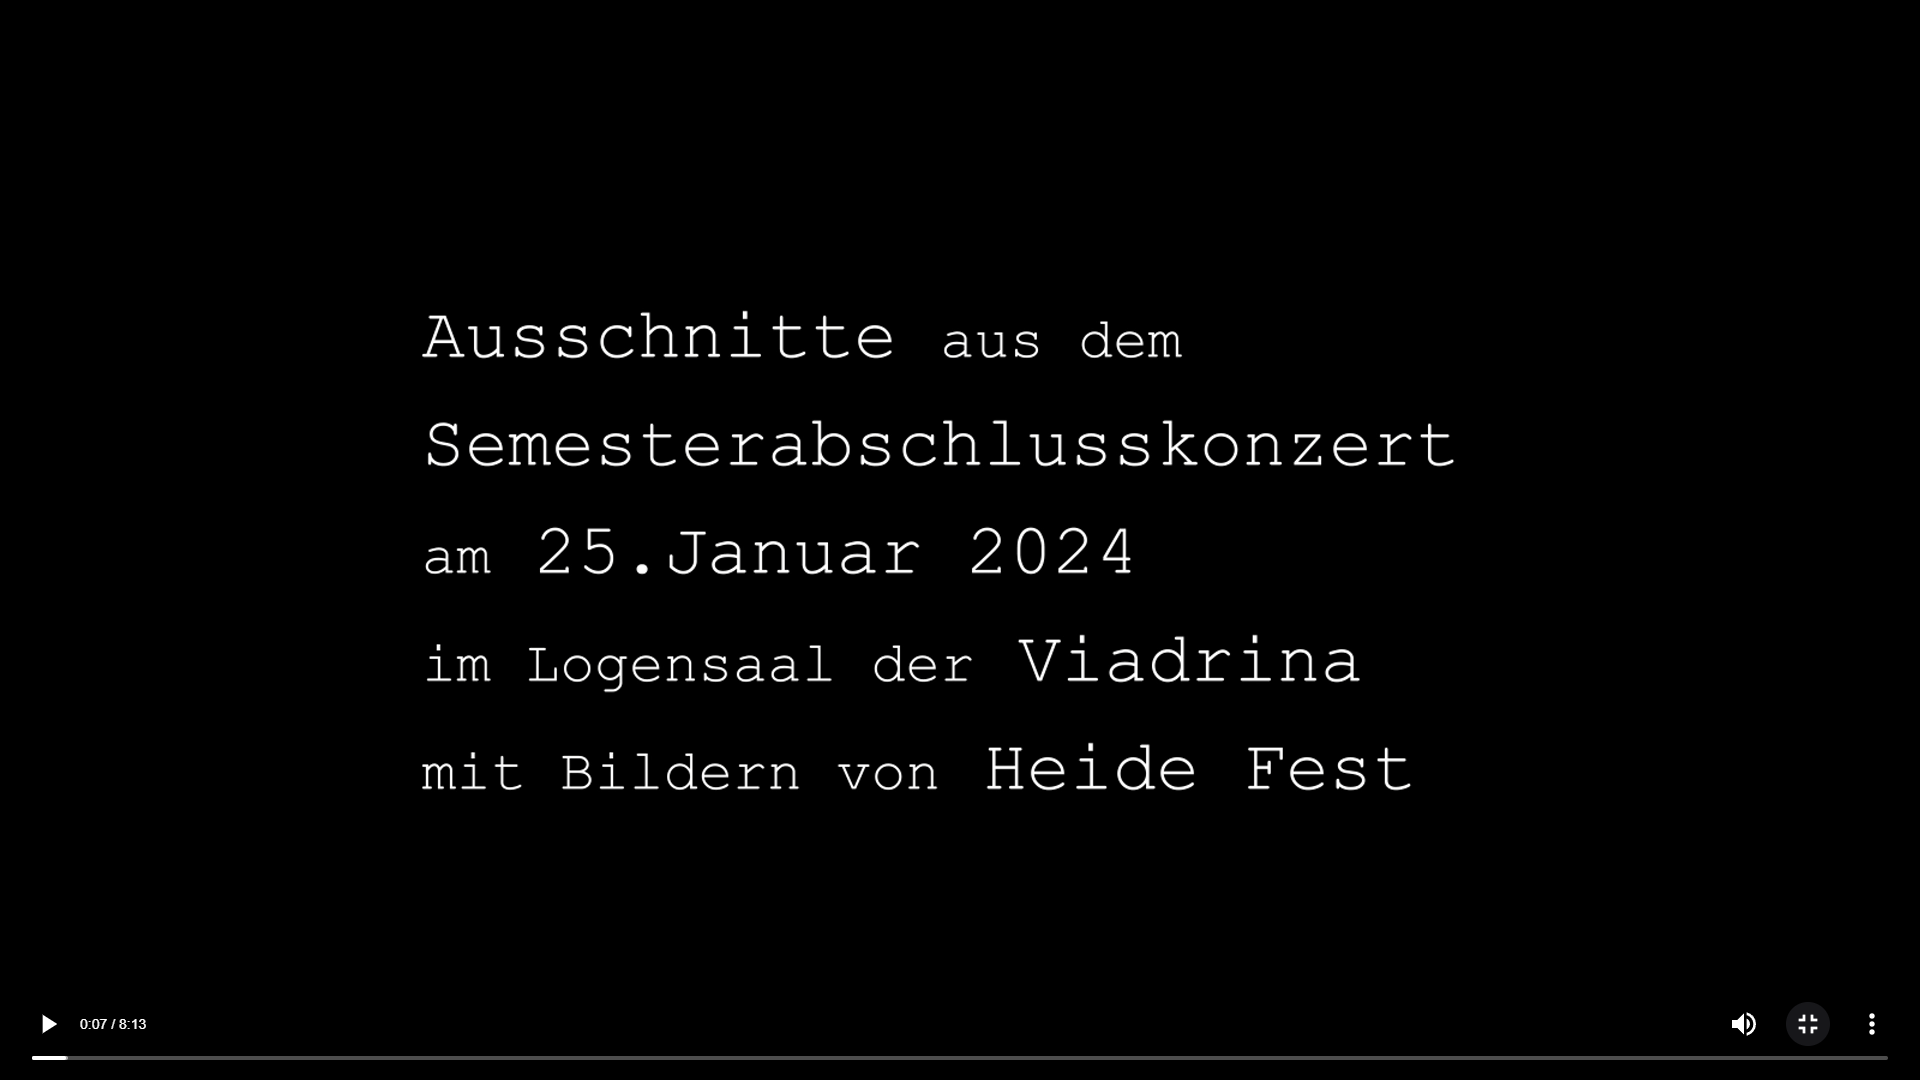 Ausschnitte aus dem
Semesterabschlusskonzert
am 25.Januar 2024
im Logensaal der Viadrina
mit Bildern von Heide Fest
0:07 / 8:13